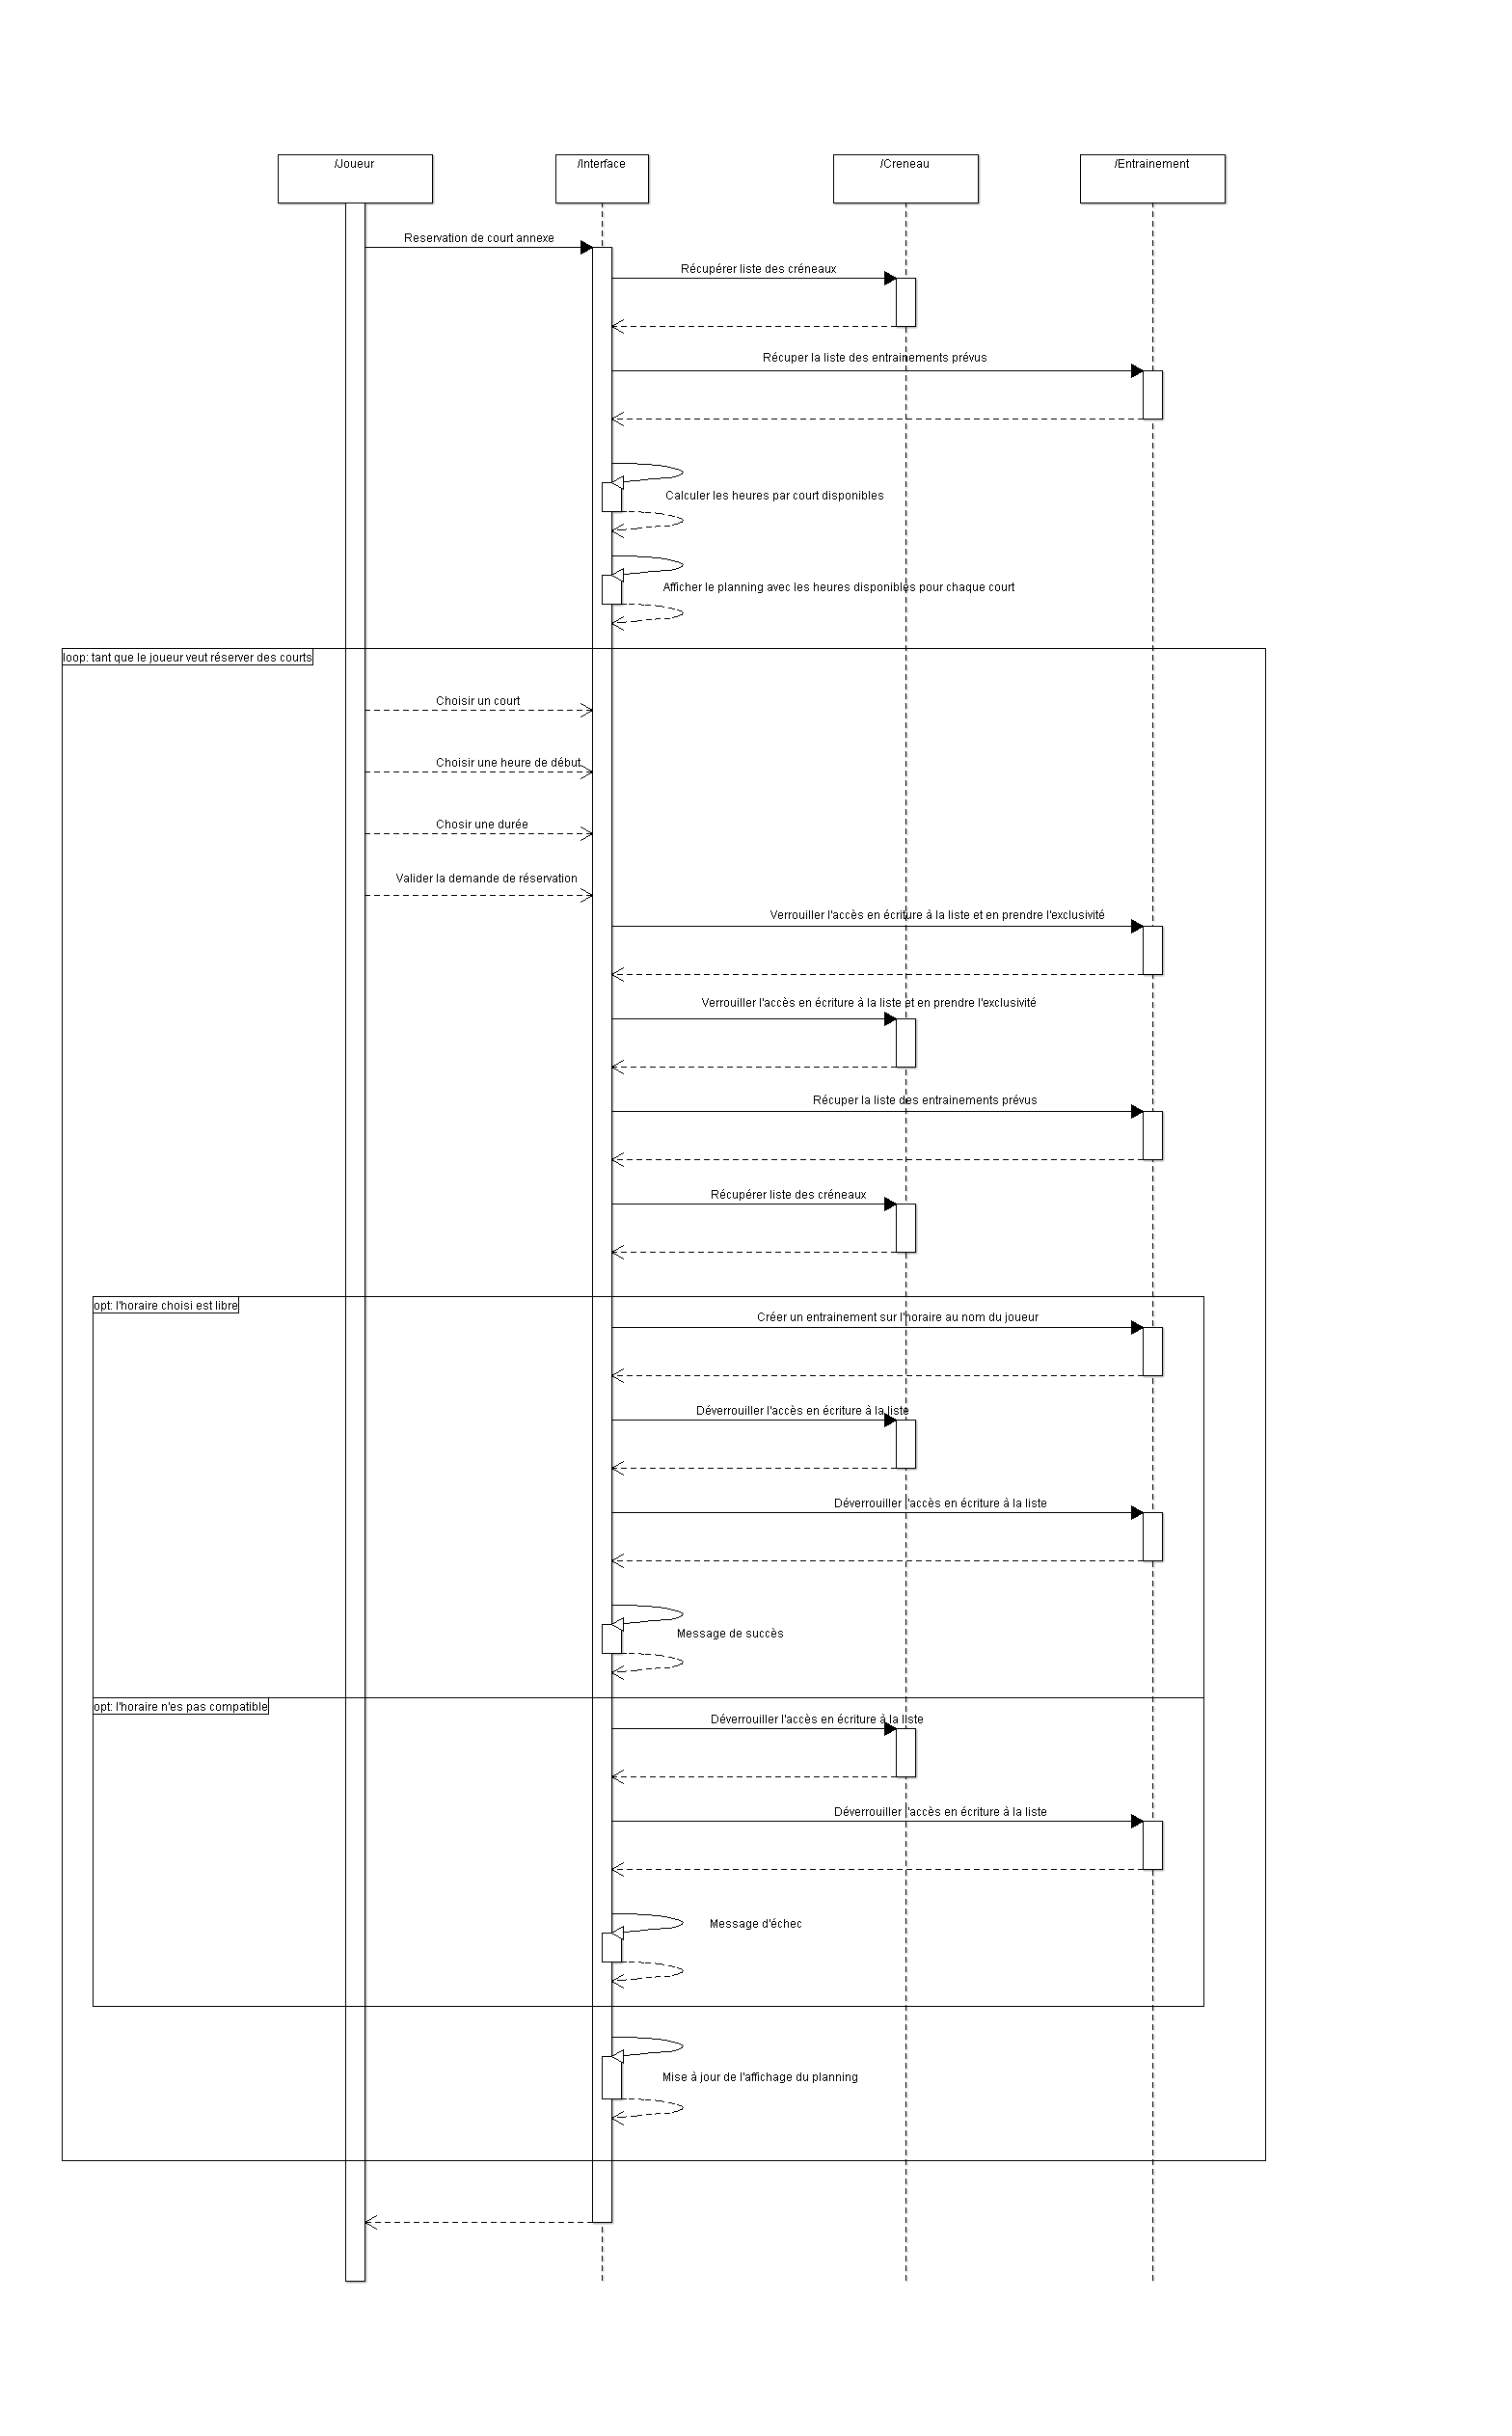 /Joueur
/Interface
/Creneau
/Entrainement
Reservation de court annexe
Récupérer liste des créneaux
Récuper la liste des entrainements prévus
Calculer les heures par court disponibles
Afficher le planning avec les heures disponibles pour chaque court
loop: tant que le joueur veut réserver des courts
Choisir un court
Choisir une heure de début
Chosir une durée
Valider la demande de réservation
Verrouiller l'accès en écriture à la liste et en prendre l'exclusivité
Verrouiller l'accès en écriture à la liste et en prendre l'exclusivité
Récuper la liste des entrainements prévus
Récupérer liste des créneaux
opt: l'horaire choisi est libre
Créer un entrainement sur l'horaire au nom du joueur
Déverrouiller l'accès en écriture à la liste
Déverrouiller l'accès en écriture à la liste
Message de succès
opt: l'horaire n'es pas compatible
Déverrouiller l'accès en écriture à la liste
Déverrouiller l'accès en écriture à la liste
Message d'échec
Mise à jour de l'affichage du planning